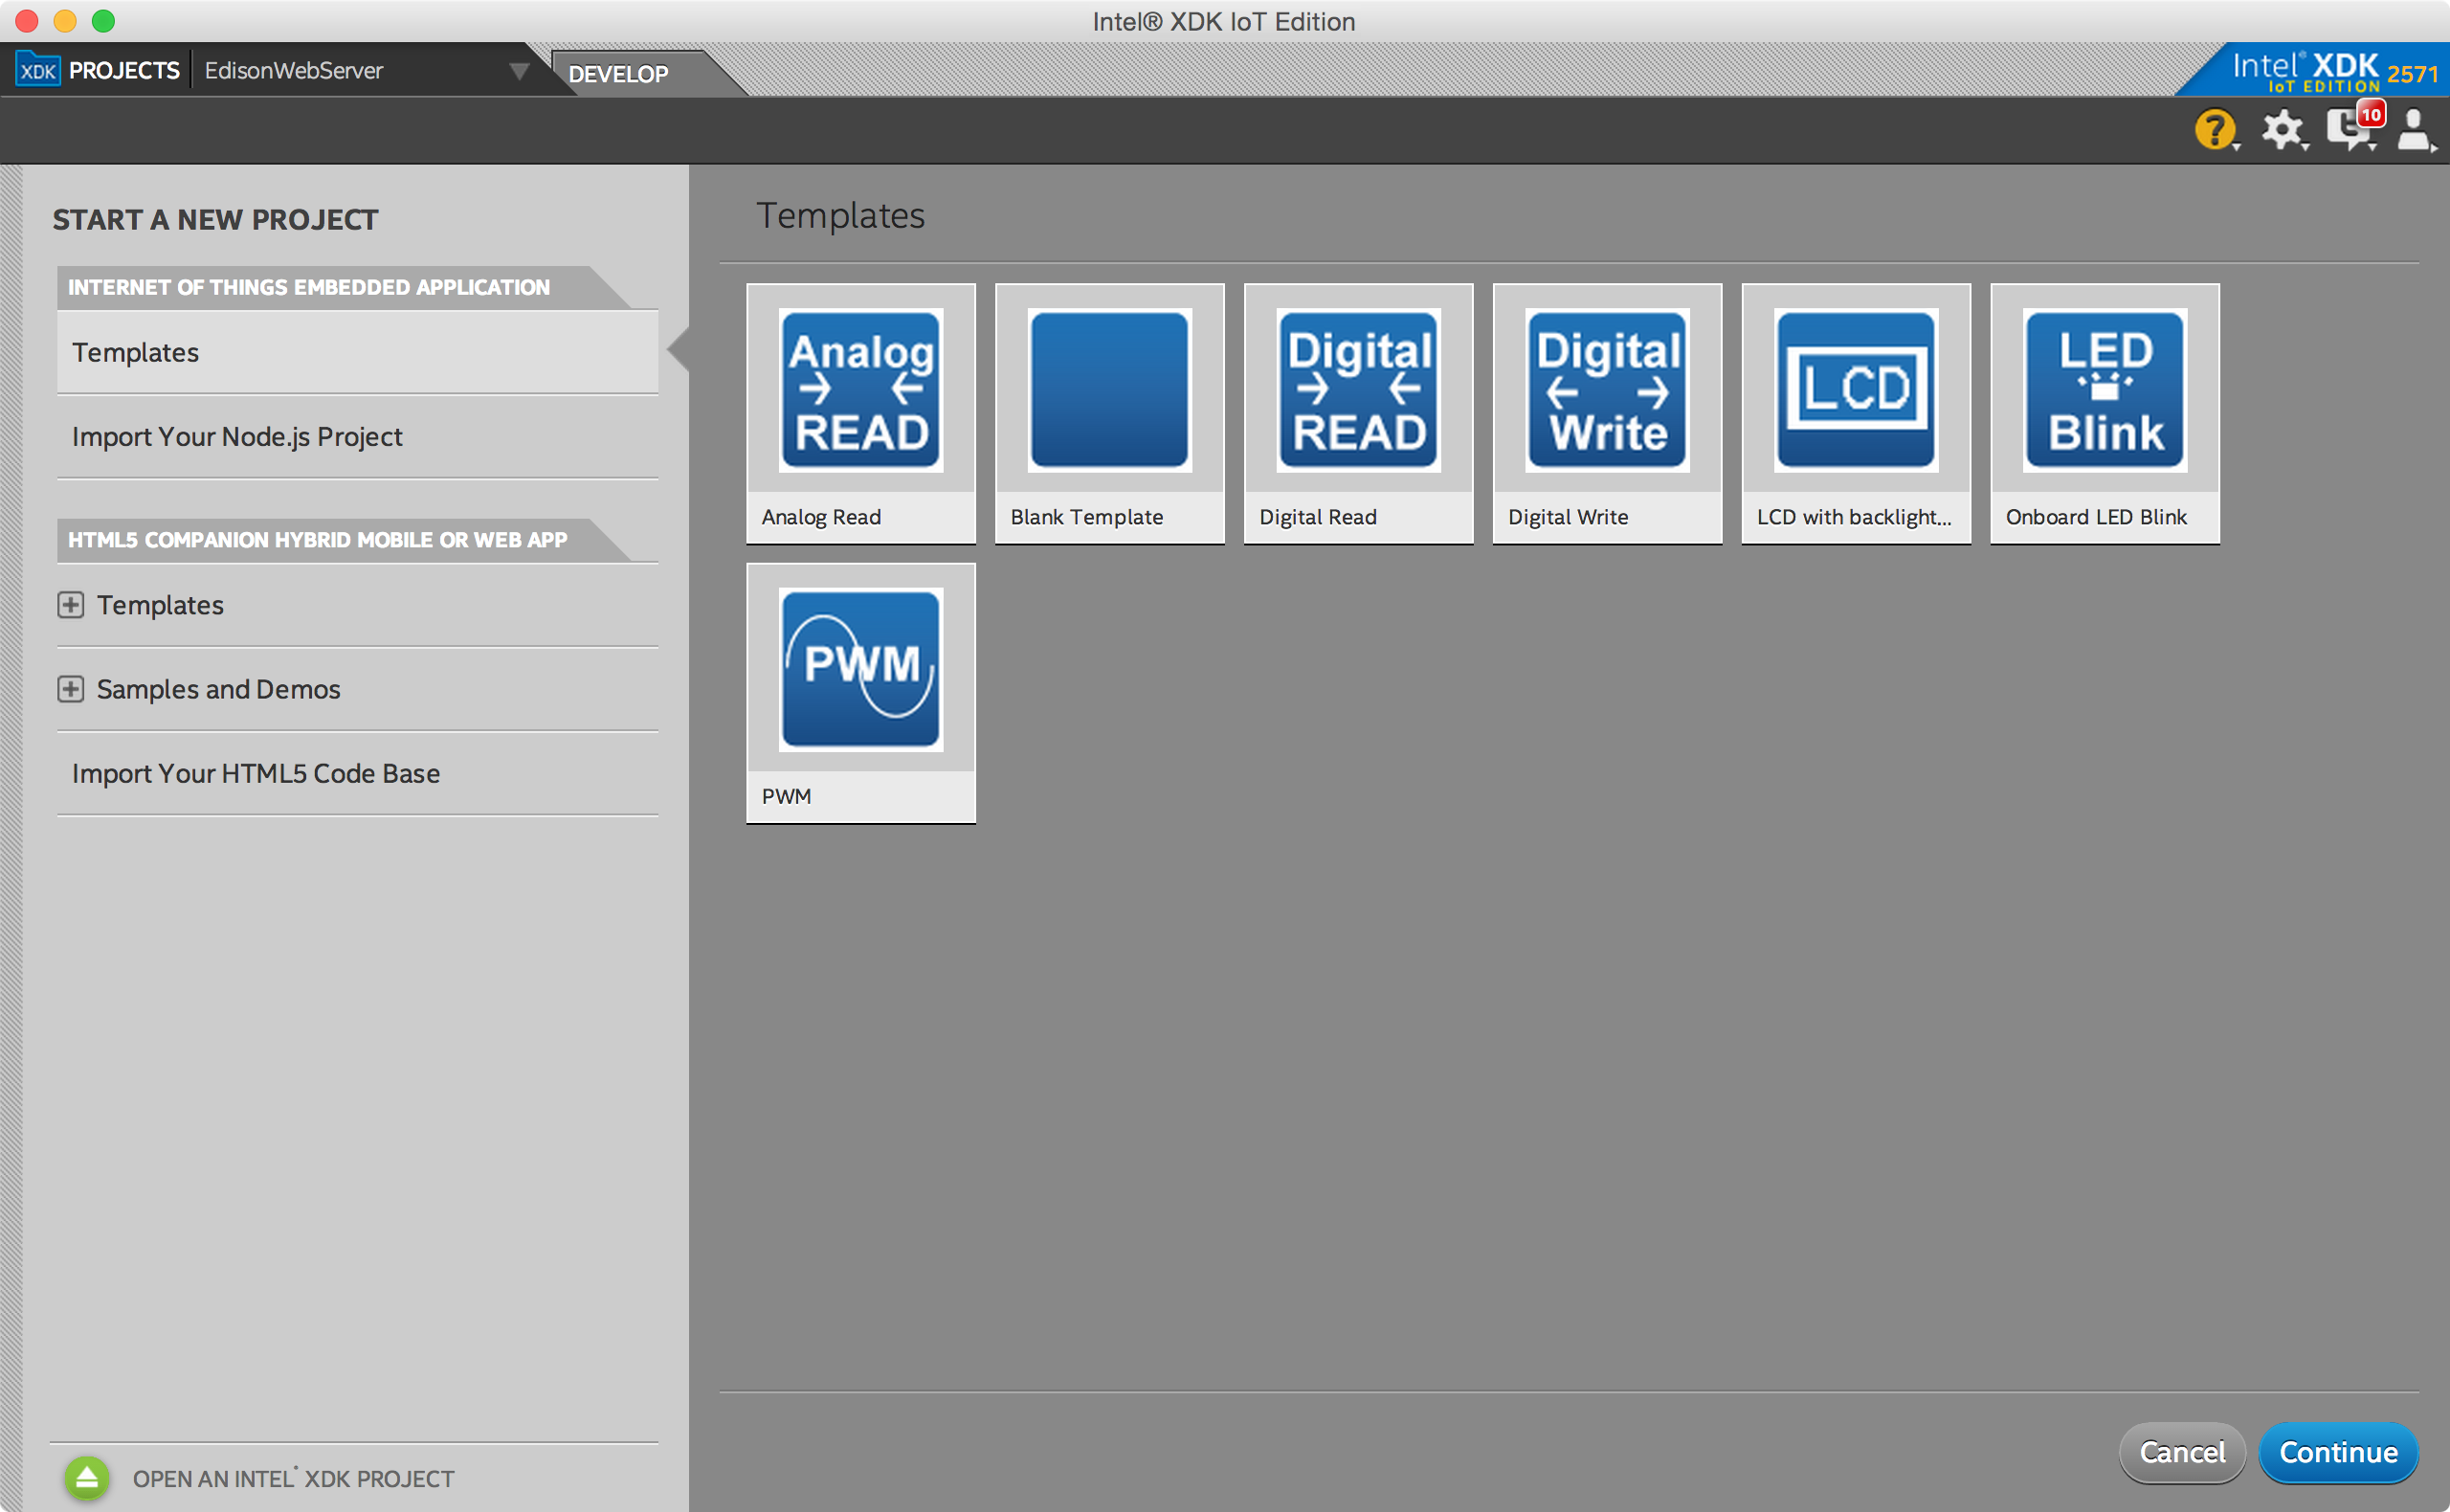 Intel® XDK IoT Edition
XDK PROJECTS EdisonWebServer DEVELOP Intel® XDK 2571
IoT EDITION
? 10
START A NEW PROJECT
INTERNET OF THINGS EMBEDDED APPLICATION
Templates
Import Your Node.js Project
HTML5 COMPANION HYBRID MOBILE OR WEB APP
Templates
Samples and Demos
Import Your HTML5 Code Base
OPEN AN INTEL® XDK PROJECT
Templates
Analog
READ
Analog Read
Blank Template
Digital
READ
Digital Read
Digital
Write
Digital Write
LCD
LCD with backlight...
LED
Blink
Onboard LED Blink
PWM
PWM
Cancel Continue